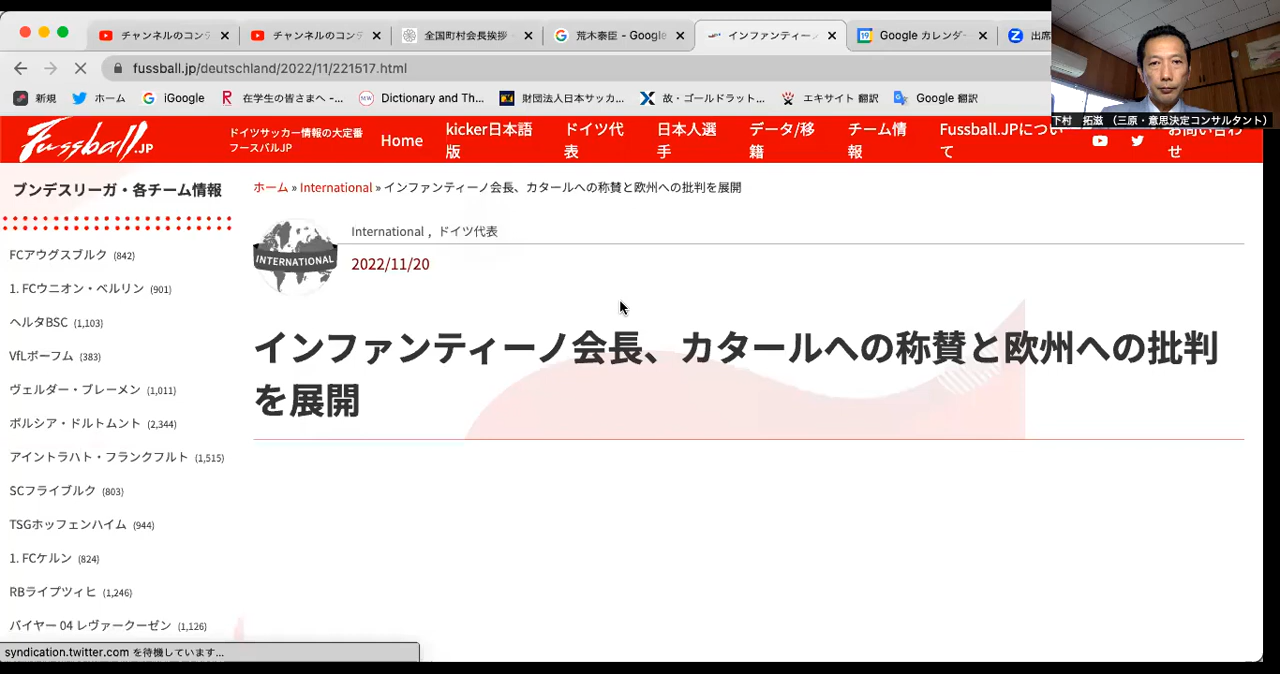 チャンネルのコンテ
チャンネルのコンテ
全国町村会長挨拶
荒木泰臣 - Google
インファンティーノ
Google カレンダー
出席
fussball.jp/deutschland/2022/11/221517.html
新規
ホーム
iGoogle
在学生の皆さまへ -...
Dictionary and Th...
財団法人日本サッカ...
故・ゴールドラット...
エキサイト 翻訳
Google 翻訳
下村 拓滋 （三原・意思決定コンサルタント）
Fussball.JP
ドイツサッカー情報の大定番
フースバルJP
Home
kicker日本語版
ドイツ代表
日本人選手
データ/移籍
チーム情報
Fussball.JPについて
お問い合わせ
ブンデスリーガ・各チーム情報
ホーム » International » インファンティーノ会長、カタールへの称賛と欧州への批判を展開
INTERNATIONAL
International , ドイツ代表
2022/11/20
インファンティーノ会長、カタールへの称賛と欧州への批判
を展開
FCアウグスブルク (842)
1. FCウニオン・ベルリン (901)
ヘルタBSC (1,103)
VfLボーフム (383)
ヴェルダー・ブレーメン (1,011)
ボルシア・ドルトムント (2,344)
アイントラハト・フランクフルト (1,515)
SCフライブルク (803)
TSGホッフェンハイム (944)
1. FCケルン (824)
RBライプツィヒ (1,246)
バイヤー 04 レヴァークーゼン (1,126)
syndication.twitter.com を待機しています...